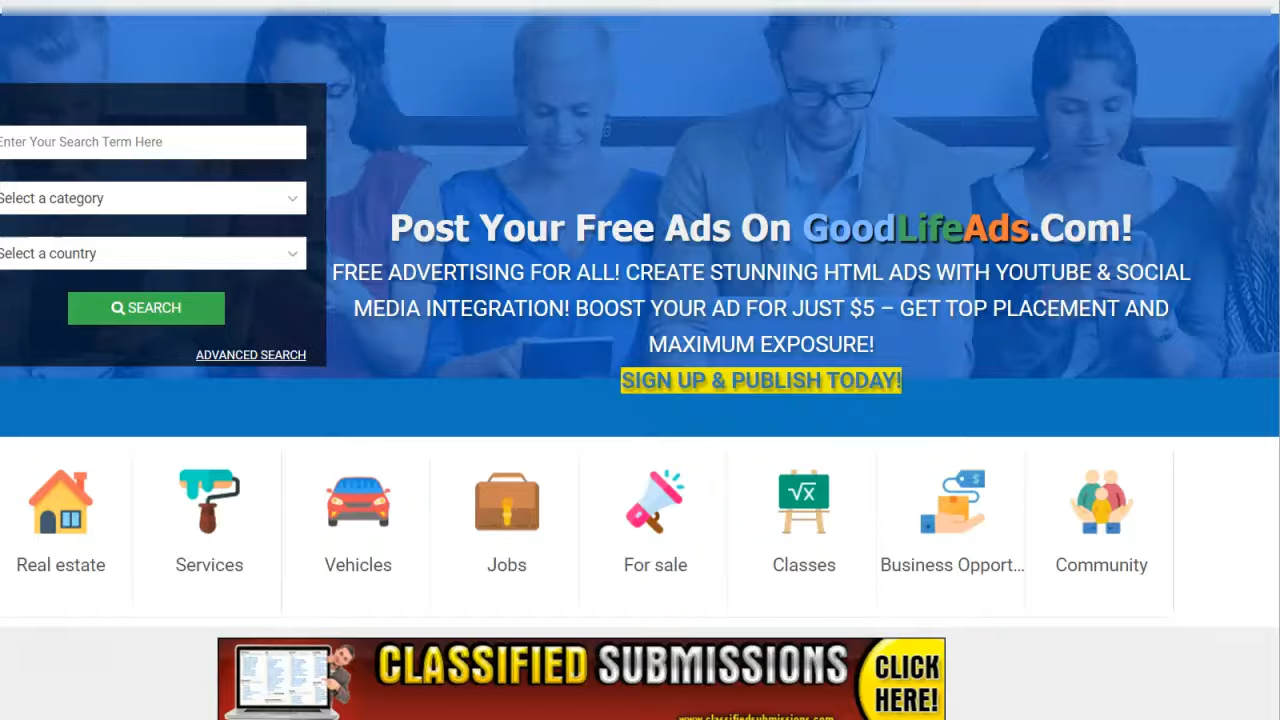 Enter Your Search Term Here
Select a category
Select a country
SEARCH
ADVANCED SEARCH
Post Your Free Ads On GoodLifeAds.Com!
FREE ADVERTISING FOR ALL! CREATE STUNNING HTML ADS WITH YOUTUBE & SOCIAL
MEDIA INTEGRATION! BOOST YOUR AD FOR JUST $5 – GET TOP PLACEMENT AND
MAXIMUM EXPOSURE!
SIGN UP & PUBLISH TODAY!
√x
$
Real estate
Services
Vehicles
Jobs
For sale
Classes
Business Opport...
Community
CLASSIFIED SUBMISSIONS
CLICK
HERE!
www.classifiedsubmissions.com